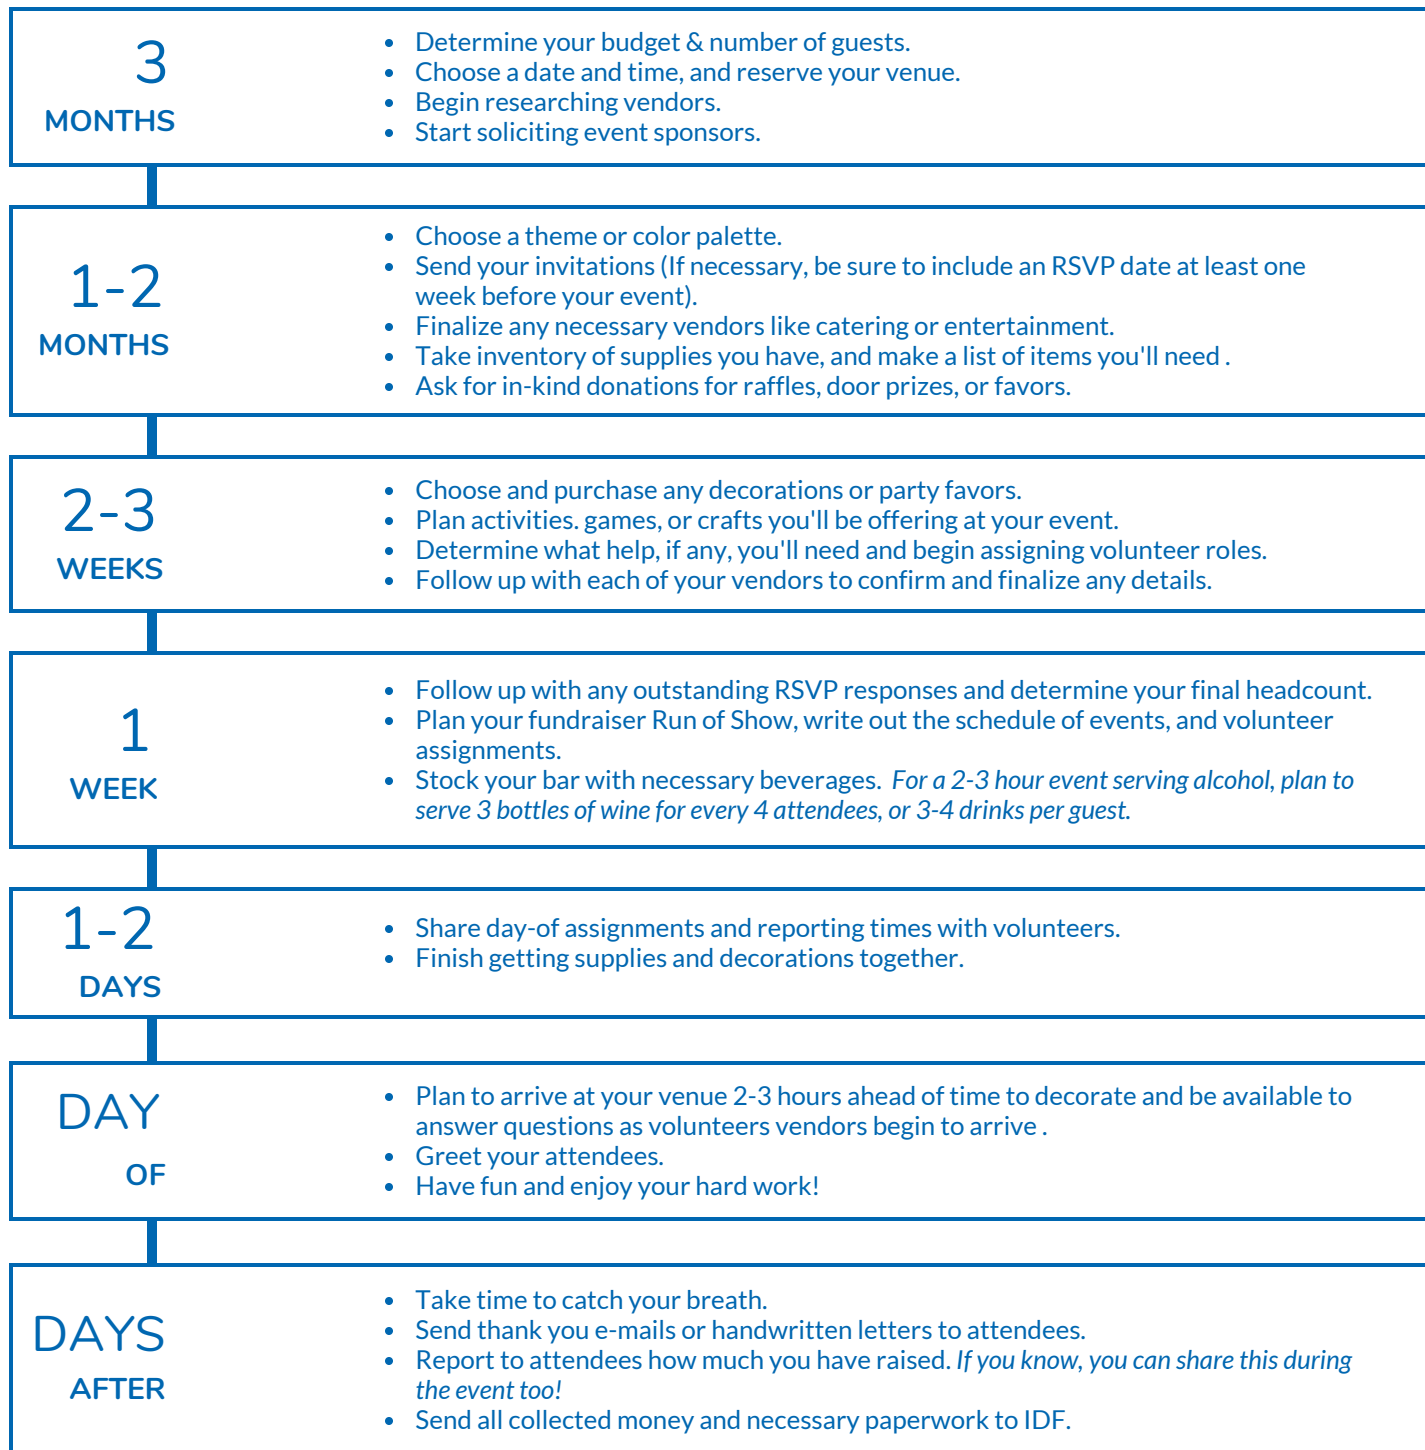 3
MONTHS
• Determine your budget & number of guests.
• Choose a date and time, and reserve your venue.
• Begin researching vendors.
• Start soliciting event sponsors.
1-2
MONTHS
• Choose a theme or color palette.
• Send your invitations (If necessary, be sure to include an RSVP date at least one
week before your event).
• Finalize any necessary vendors like catering or entertainment.
• Take inventory of supplies you have, and make a list of items you'll need .
• Ask for in-kind donations for raffles, door prizes, or favors.
2-3
WEEKS
• Choose and purchase any decorations or party favors.
• Plan activities. games, or crafts you'll be offering at your event.
• Determine what help, if any, you'll need and begin assigning volunteer roles.
• Follow up with each of your vendors to confirm and finalize any details.
1
WEEK
• Follow up with any outstanding RSVP responses and determine your final headcount.
• Plan your fundraiser Run of Show, write out the schedule of events, and volunteer
assignments.
• Stock your bar with necessary beverages. For a 2-3 hour event serving alcohol, plan to
serve 3 bottles of wine for every 4 attendees, or 3-4 drinks per guest.
1-2
DAYS
• Share day-of assignments and reporting times with volunteers.
• Finish getting supplies and decorations together.
DAY
OF
• Plan to arrive at your venue 2-3 hours ahead of time to decorate and be available to
answer questions as volunteers vendors begin to arrive .
• Greet your attendees.
• Have fun and enjoy your hard work!
DAYS
AFTER
• Take time to catch your breath.
• Send thank you e-mails or handwritten letters to attendees.
• Report to attendees how much you have raised. If you know, you can share this during
the event too!
• Send all collected money and necessary paperwork to IDF.